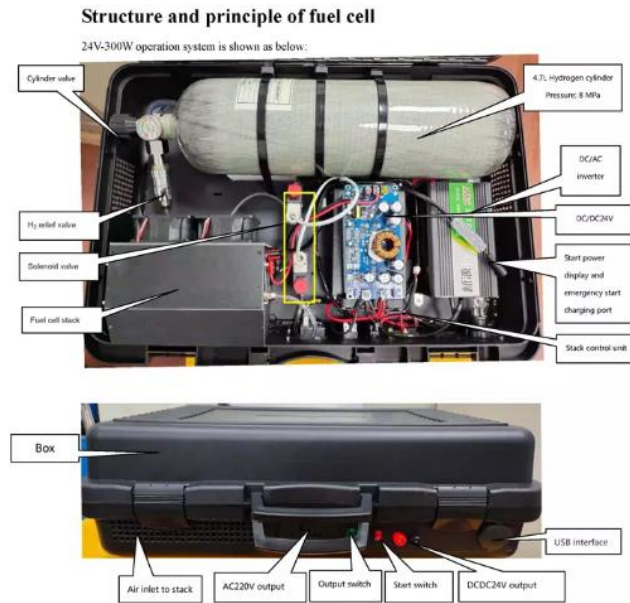 Structure and principle of fuel cell
24V-300W operation system is shown as below:
Cylinder valve
4.7L Hydrogen cylinder
Pressure: 8 MPa
DC/AC
inverter
H₂ relief valve
DC/DC24V
Solenoid valve
Start power
display and
emergency start
charging port
Fuel cell stack
Stack control unit
Box
USB interface
Air inlet to stack
AC220V output
Output switch
Start switch
DCDC24V output